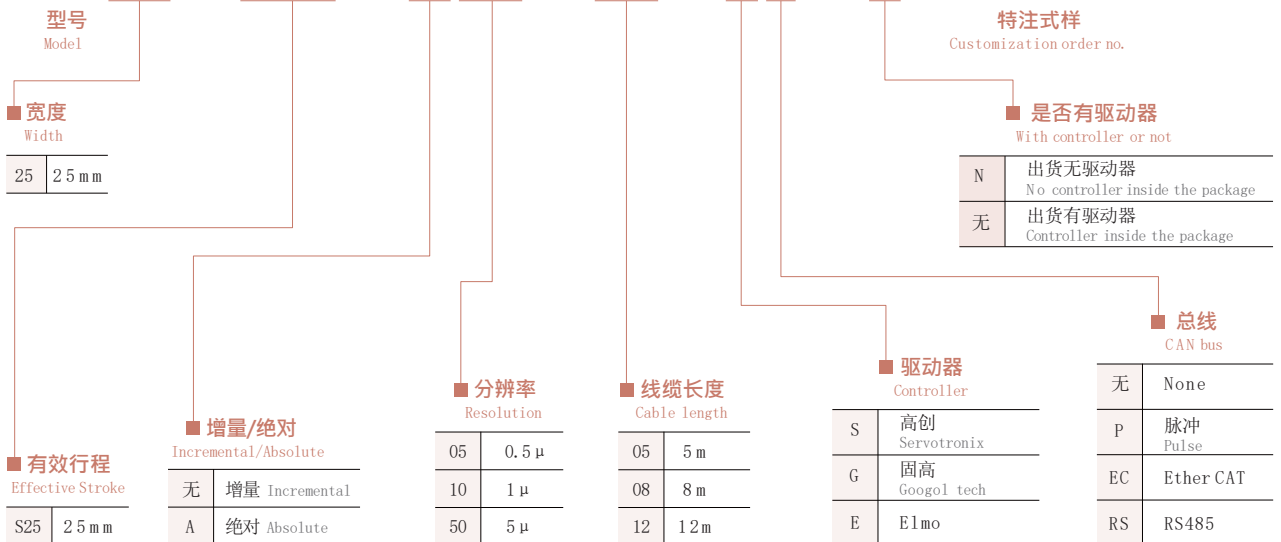 型号
Model
特注式样
Customization order no.
■ 宽度
Width
25 25mm
■ 是否有驱动器
With controller or not
N 出货无驱动器
No controller inside the package
无 出货有驱动器
Controller inside the package
■ 总线
CAN bus
无 None
P 脉冲
Pulse
EC Ether CAT
RS RS485
■ 驱动器
Controller
S 高创
Servotronix
G 固高
Googol tech
E Elmo
■ 线缆长度
Cable length
05 5m
08 8m
12 12m
■ 分辨率
Resolution
05 0.5μ
10 1μ
50 5μ
■ 增量/绝对
Incremental/Absolute
无 增量 Incremental
A 绝对 Absolute
■ 有效行程
Effective Stroke
S25 25mm